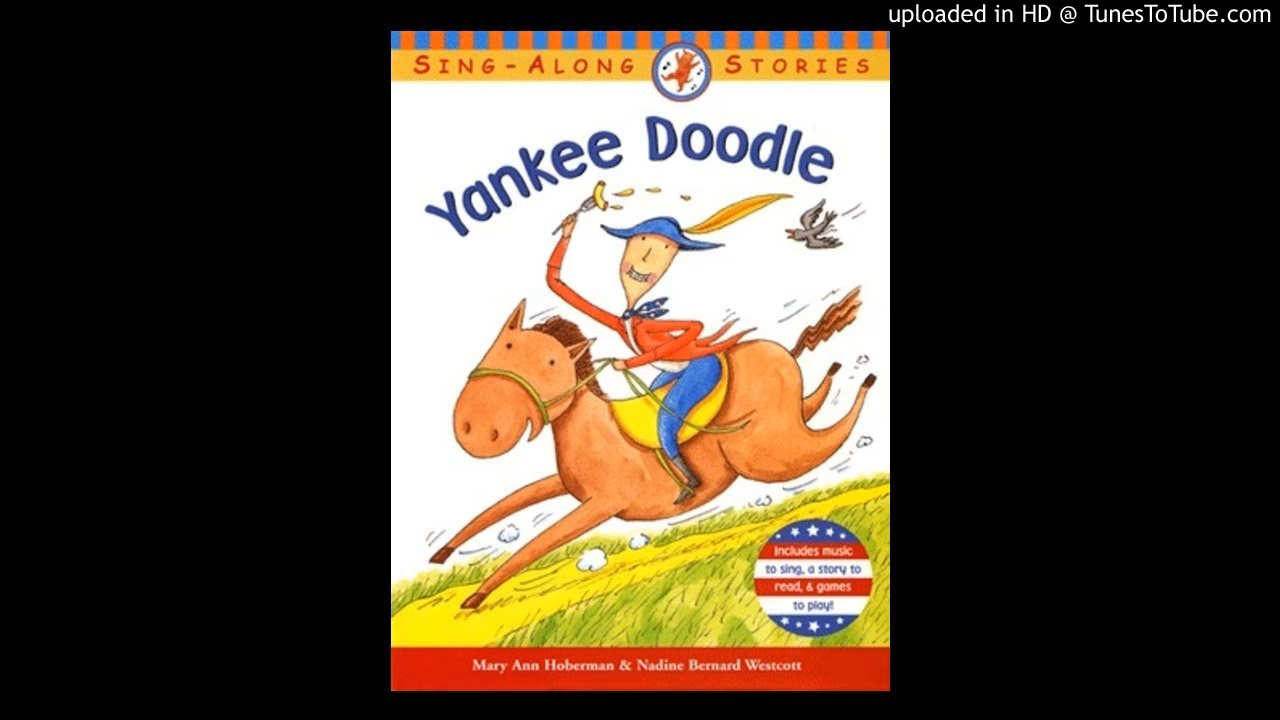 uploaded in HD @ TunesToTube.com
SING-ALONG STORIES
Yankee Doodle
Includes music
to sing, a story to
read, & games
to play!
Mary Ann Hoberman & Nadine Bernard Westcott